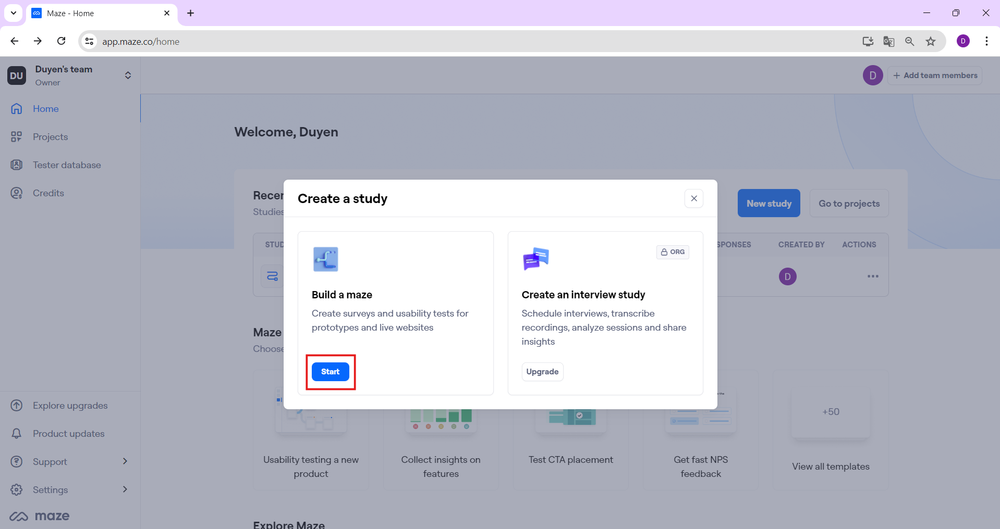 Maze - Home
app.maze.co/home
D
DU
Duyen's team
Owner
D
Add team members
Home
Projects
Tester database
Credits
Explore upgrades
Product updates
Support
Settings
maze
Welcome, Duyen
Studies
New study
Go to projects
CREATED BY
ACTIONS
D
Create a study
Build a maze
Create surveys and usability tests for
prototypes and live websites
Start
ORG
Create an interview study
Schedule interviews, transcribe
recordings, analyze sessions and share
insights
Upgrade
Maze
Choose
the
Usability testing a new
product
Collect insights on
features
Test CTA placement
Get fast NPS
feedback
+50
View all templates
Explore Maze